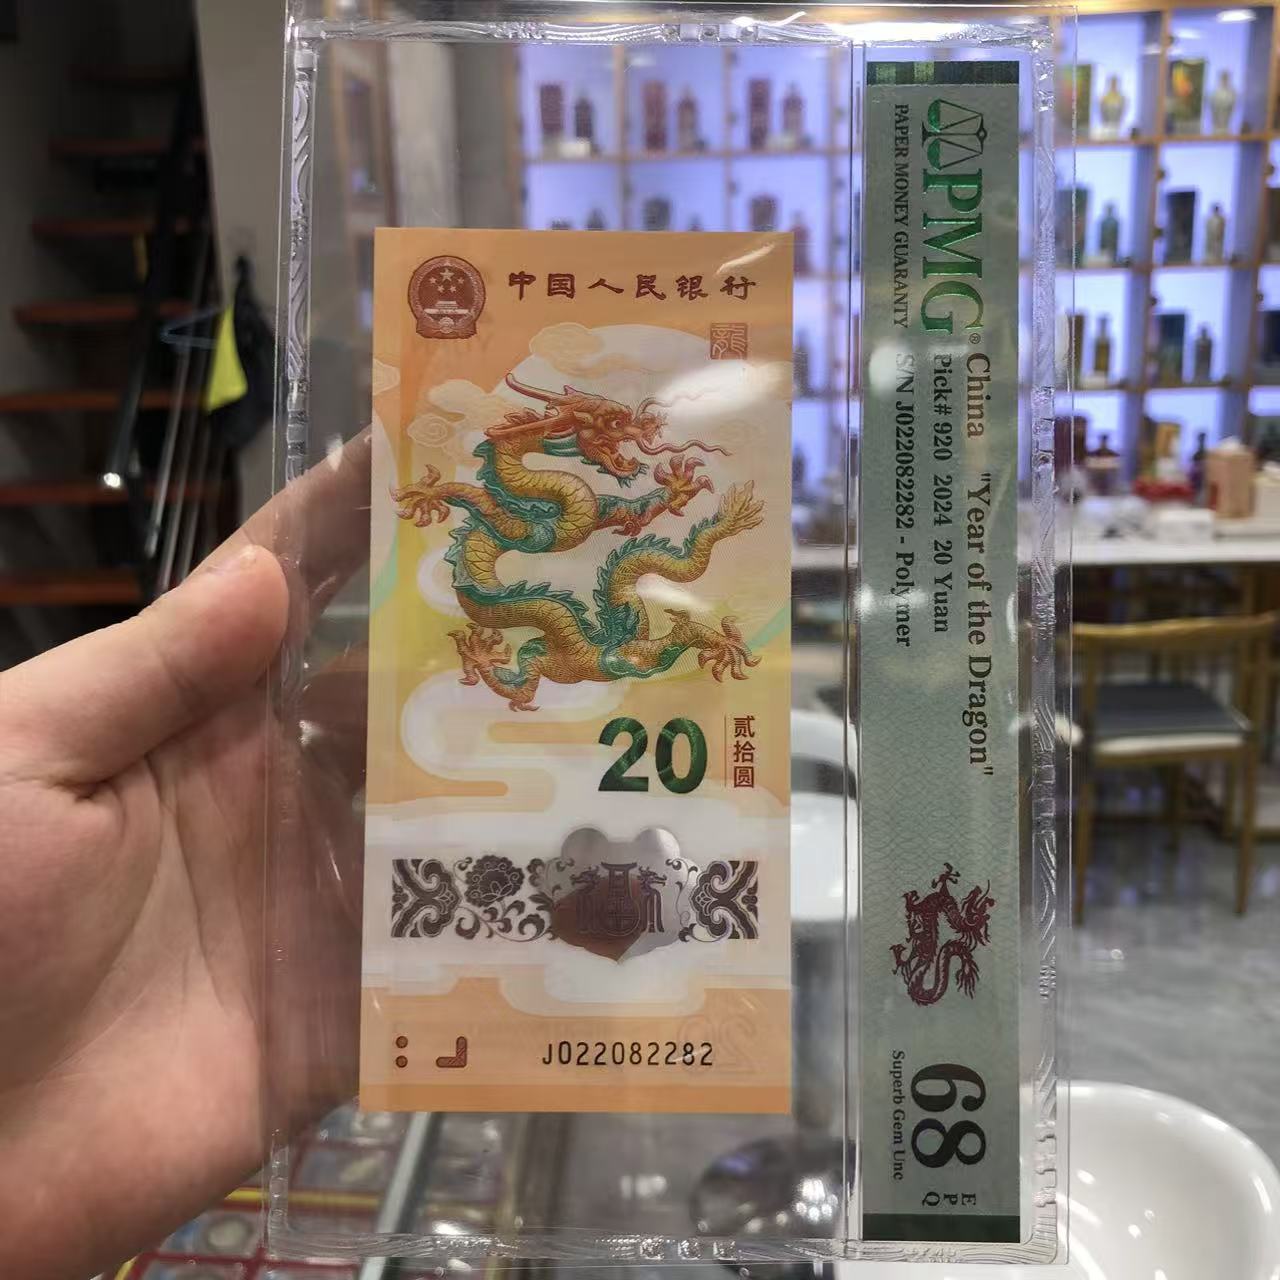 中国人民银行
龍
20
贰拾圆
J022082282
PMG®
PAPER MONEY GUARANTY
China "Year of the Dragon"
Pick# 920 2024 20 Yuan
S/N J022082282 - Polymer
68
Superb Gem Unc
EPQ